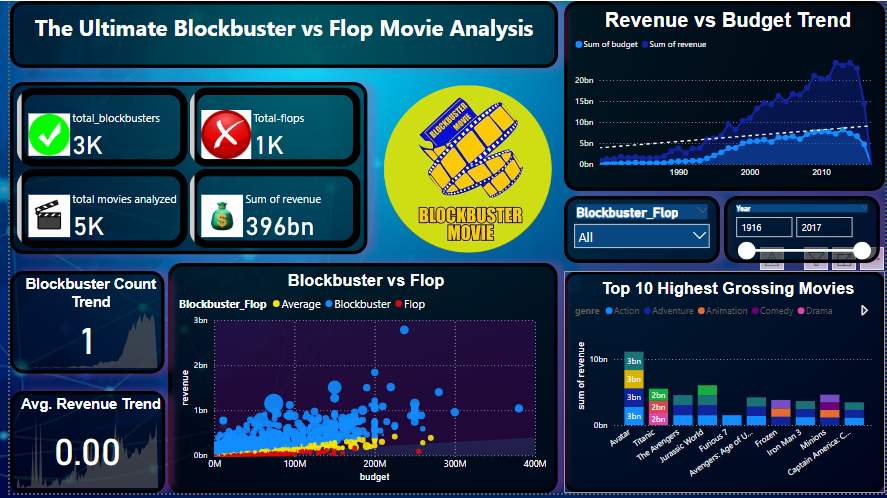 The Ultimate Blockbuster vs Flop Movie Analysis
total_blockbusters
3K
Total-flops
1K
total movies analyzed
5K
Sum of revenue
396bn
BLOCKBUSTER
MOVIE
BLOCKBUSTER
MOVIE
Revenue vs Budget Trend
Sum of budget Sum of revenue
20bn
15bn
10bn
5bn
0bn
1990 2000 2010
Blockbuster_Flop
All
Year
1916 2017
Blockbuster Count
Trend
1
Avg. Revenue Trend
0.00
Blockbuster vs Flop
Blockbuster_Flop Average Blockbuster Flop
3bn
2bn
1bn
0bn
revenue
0M 100M 200M 300M 400M
budget
Top 10 Highest Grossing Movies
genre Action Adventure Animation Comedy Drama
sum of revenue
10bn
0bn
3bn
3bn
3bn
3bn
2bn
2bn
2bn
Avatar
Titanic
The Avengers
Jurassic World
Furious 7
Avengers: Age of U...
Frozen
Iron Man 3
Minions
Captain America: C...